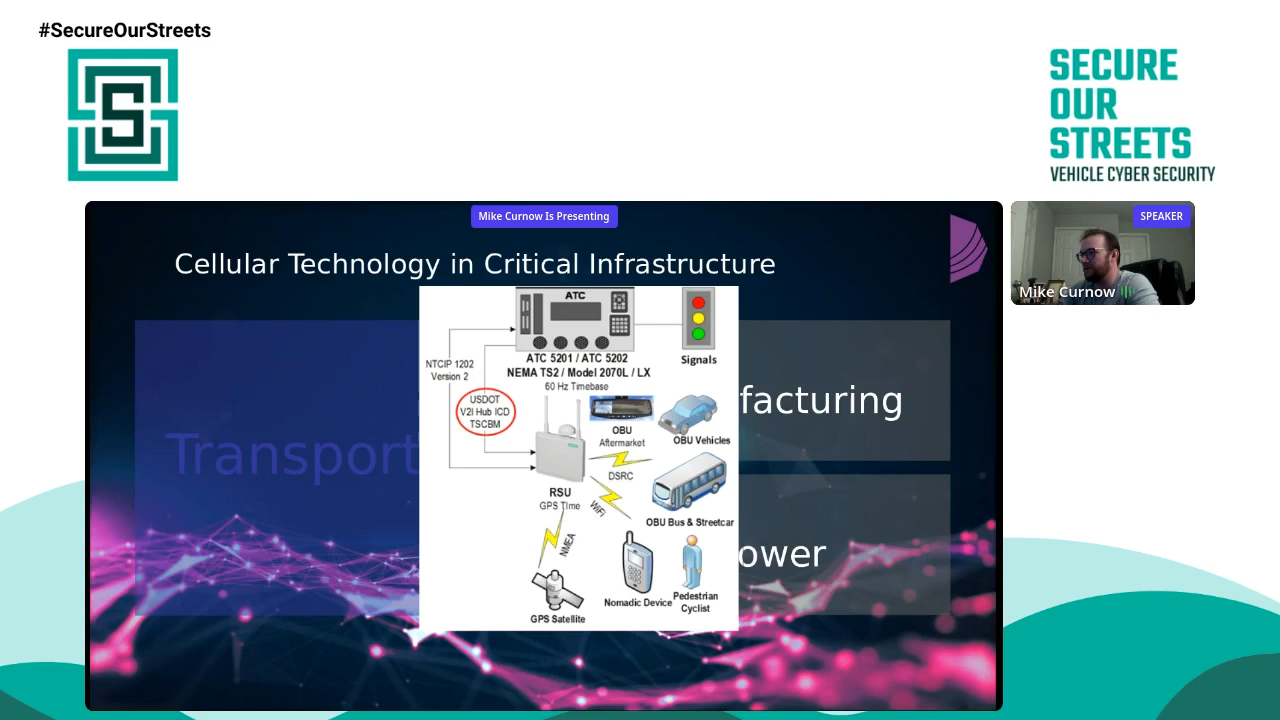 #SecureOurStreets
S
SECURE
OUR
STREETS
VEHICLE CYBER SECURITY
Mike Curnow Is Presenting
SPEAKER
Mike Curnow
Cellular Technology in Critical Infrastructure
Transport
facturing
ower
ATC
ATC 5201 / ATC 5202
NEMA TS2 / Model 2070L / LX
60 Hz Timebase
Signals
NTCIP 1202
Version 2
USDOT
V2I Hub ICD
TSCBM
OBU
Aftermarket
OBU Vehicles
DSRC
RSU
GPS Time
WiFi
OBU Bus & Streetcar
NMEA
Nomadic Device
Pedestrian
Cyclist
GPS Satellite